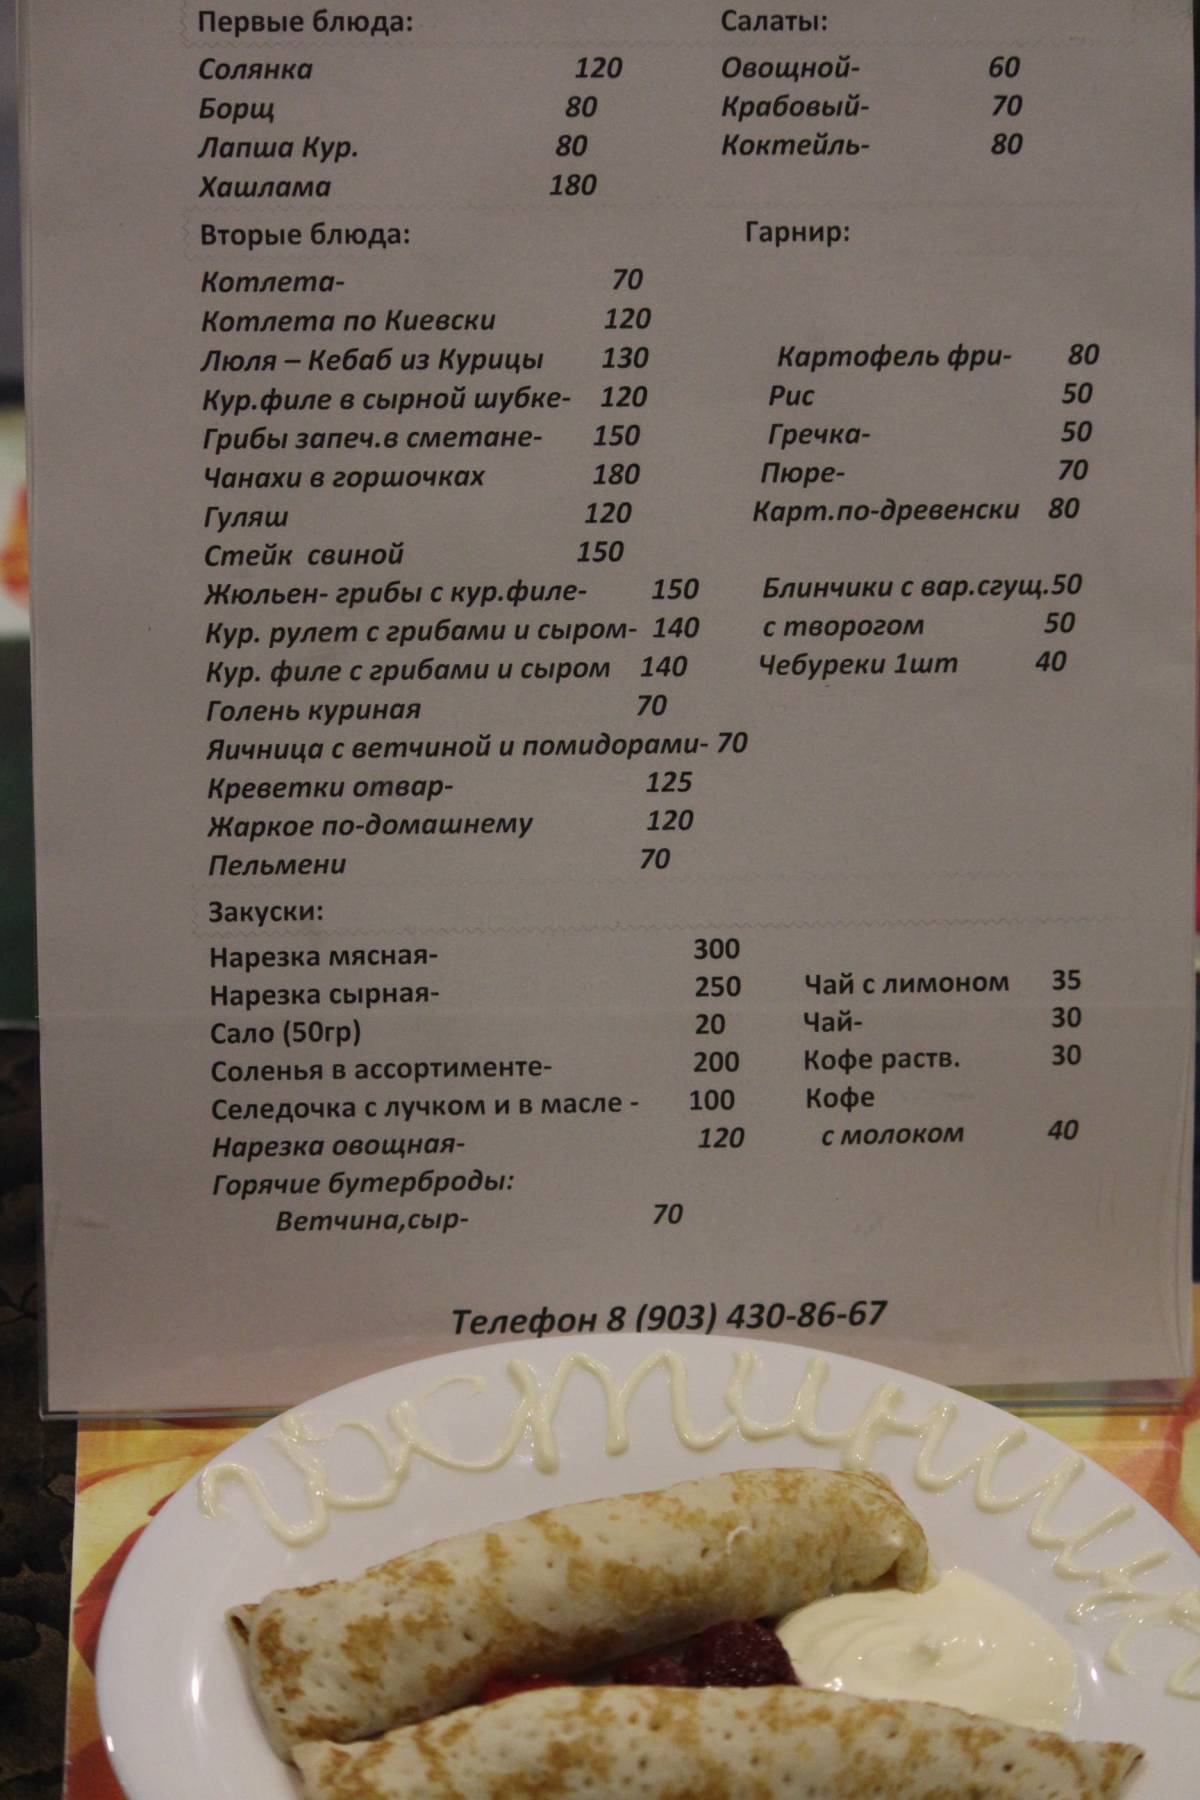 Первые блюда:
Солянка 120
Борщ 80
Лапша Кур. 80
Хашлама 180
Салаты:
Овощной- 60
Крабовый- 70
Коктейль- 80
Вторые блюда:
Котлета- 70
Котлета по Киевски 120
Люля – Кебаб из Курицы 130
Кур.филе в сырной шубке- 120
Грибы запеч.в сметане- 150
Чанахи в горшочках 180
Гуляш 120
Стейк свиной 150
Жюльен- грибы с кур.филе- 150
Кур. рулет с грибами и сыром- 140
Кур. филе с грибами и сыром 140
Голень куриная 70
Яичница с ветчиной и помидорами- 70
Креветки отвар- 125
Жаркое по-домашнему 120
Пельмени 70
Гарнир:
Картофель фри- 80
Рис 50
Гречка- 50
Пюре- 70
Карт.по-древенски 80
Блинчики с вар.сгущ.50
с творогом 50
Чебуреки 1шт 40
Закуски:
Нарезка мясная- 300
Нарезка сырная- 250
Сало (50гр) 20
Соленья в ассортименте- 200
Селедочка с лучком и в масле - 100
Нарезка овощная- 120
Горячие бутерброды:
Ветчина,сыр- 70
Чай с лимоном 35
Чай- 30
Кофе раств. 30
Кофе
с молоком 40
Телефон 8 (903) 430-86-67